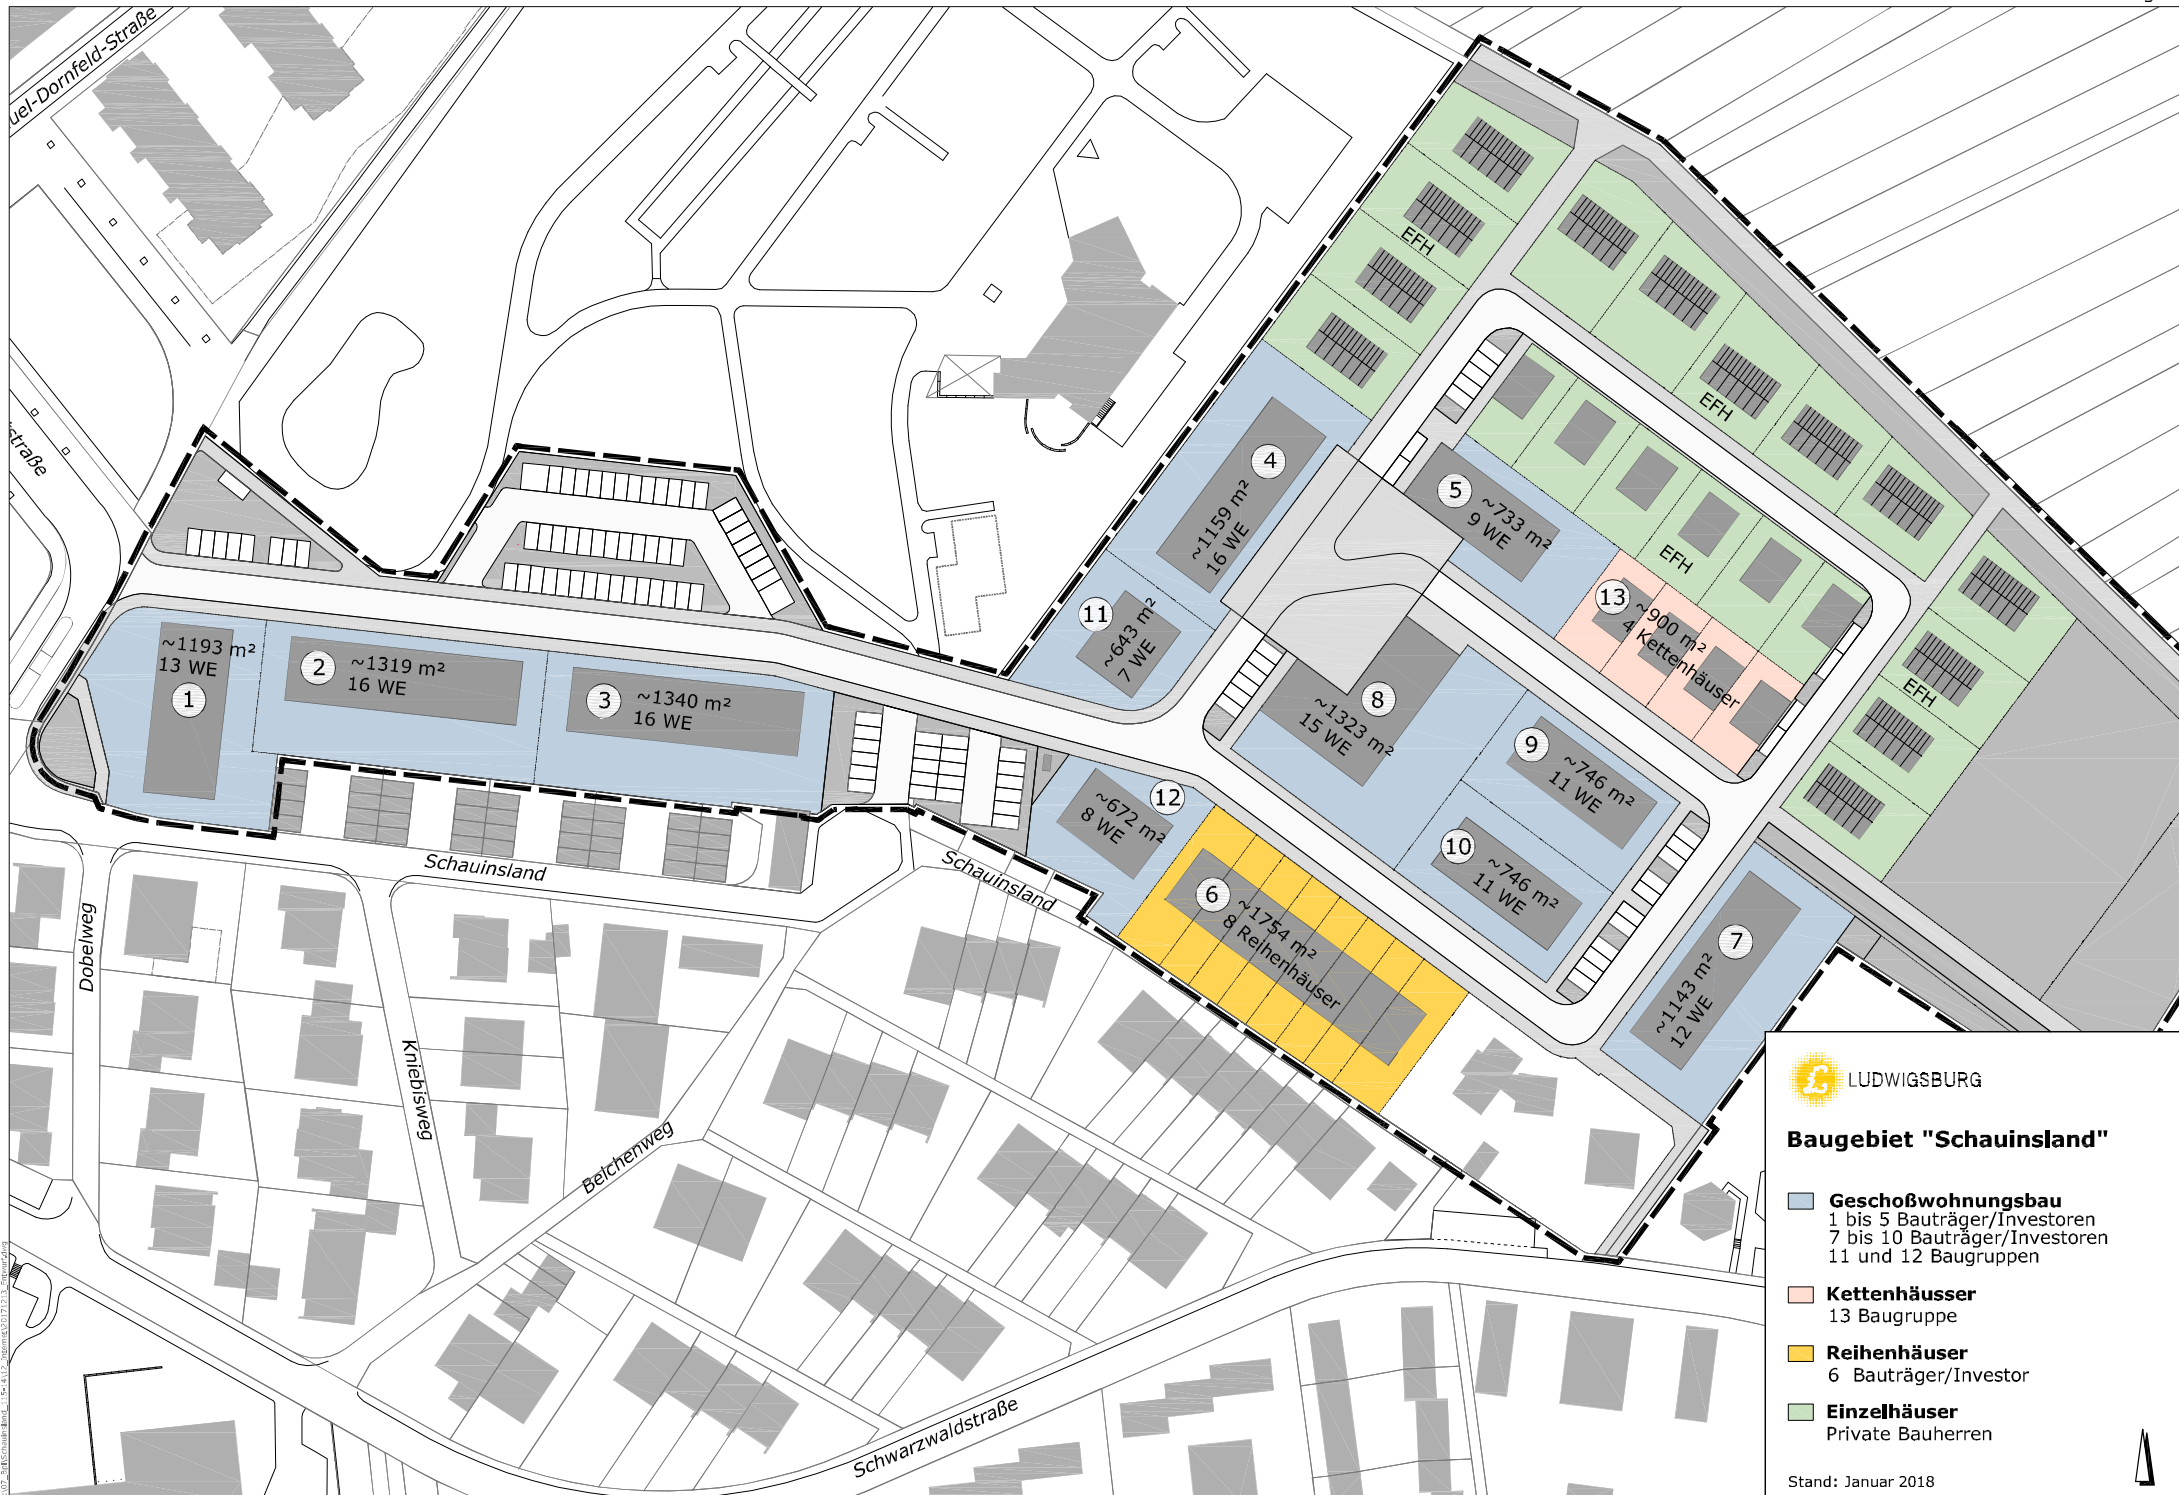 uel-Dornfeld-Straße
straße
EFH
EFH
EFH
EFH
4
~1159 m²
16 WE
5
~733 m²
9 WE
11
~643 m²
7 WE
13
~900 m²
4 Kettenhäuser
~1193 m²
13 WE
1
2
~1319 m²
16 WE
3
~1340 m²
16 WE
8
~1323 m²
15 WE
9
~746 m²
11 WE
10
~746 m²
11 WE
12
~672 m²
8 WE
6
~1754 m²
8 Reihenhäuser
7
~1143 m²
12 WE
Schauinsland
Schauinsland
Dobelweg
Kniebisweg
Belchenweg
Schwarzwaldstraße
LUDWIGSBURG
Baugebiet "Schauinsland"
Geschoßwohnungsbau
1 bis 5 Bauträger/Investoren
7 bis 10 Bauträger/Investoren
11 und 12 Baugruppen
Kettenhäusser
13 Baugruppe
Reihenhäuser
6 Bauträger/Investor
Einzelhäuser
Private Bauherren
Stand: Januar 2018